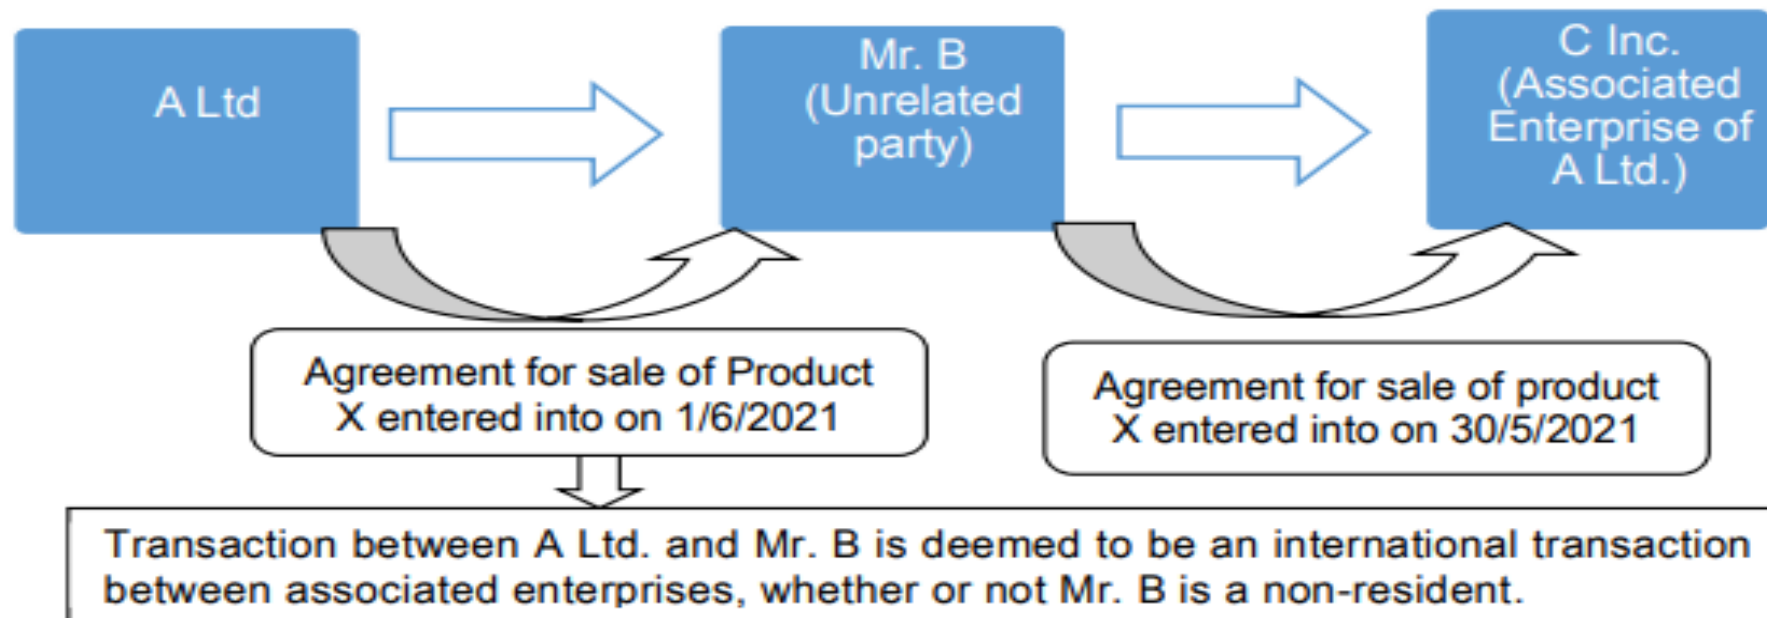 A Ltd
Mr. B
(Unrelated
party)
C Inc.
(Associated
Enterprise of
A Ltd.)
Agreement for sale of Product
X entered into on 1/6/2021
Agreement for sale of product
X entered into on 30/5/2021
Transaction between A Ltd. and Mr. B is deemed to be an international transaction
between associated enterprises, whether or not Mr. B is a non-resident.